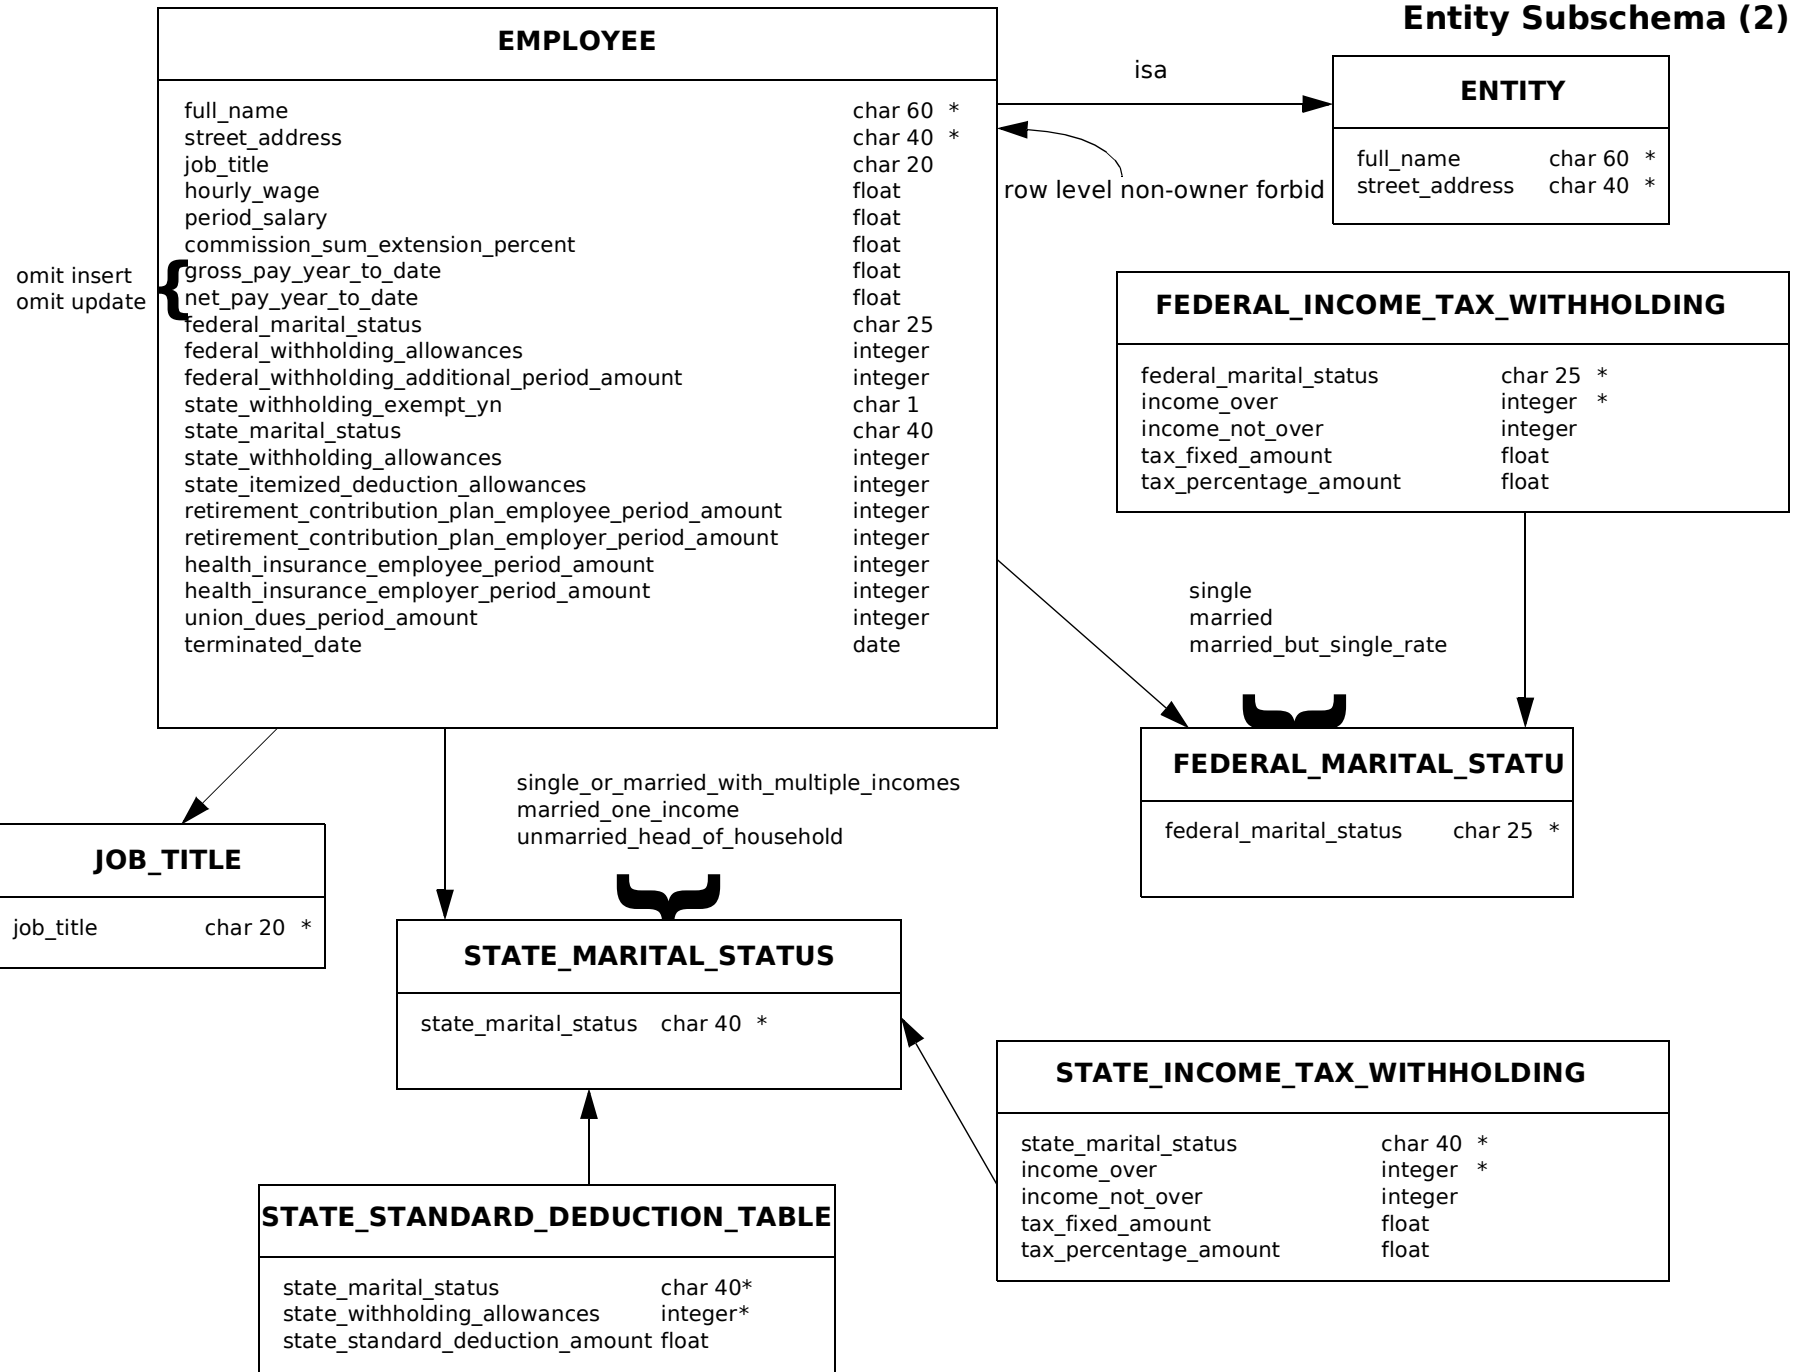 Entity Subschema (2)
EMPLOYEE
full_name char 60 *
street_address char 40 *
job_title char 20
hourly_wage float
period_salary float
commission_sum_extension_percent float
gross_pay_year_to_date float
net_pay_year_to_date float
federal_marital_status char 25
federal_withholding_allowances integer
federal_withholding_additional_period_amount integer
state_withholding_exempt_yn char 1
state_marital_status char 40
state_withholding_allowances integer
state_itemized_deduction_allowances integer
retirement_contribution_plan_employee_period_amount integer
retirement_contribution_plan_employer_period_amount integer
health_insurance_employee_period_amount integer
health_insurance_employer_period_amount integer
union_dues_period_amount integer
terminated_date date
omit insert
omit update
{
isa
row level non-owner forbid
ENTITY
full_name char 60 *
street_address char 40 *
FEDERAL_INCOME_TAX_WITHHOLDING
federal_marital_status char 25 *
income_over integer *
income_not_over integer
tax_fixed_amount float
tax_percentage_amount float
single
married
married_but_single_rate
}
FEDERAL_MARITAL_STATU
federal_marital_status char 25 *
JOB_TITLE
job_title char 20 *
single_or_married_with_multiple_incomes
married_one_income
unmarried_head_of_household
}
STATE_MARITAL_STATUS
state_marital_status char 40 *
STATE_INCOME_TAX_WITHHOLDING
state_marital_status char 40 *
income_over integer *
income_not_over integer
tax_fixed_amount float
tax_percentage_amount float
STATE_STANDARD_DEDUCTION_TABLE
state_marital_status char 40*
state_withholding_allowances integer*
state_standard_deduction_amount float